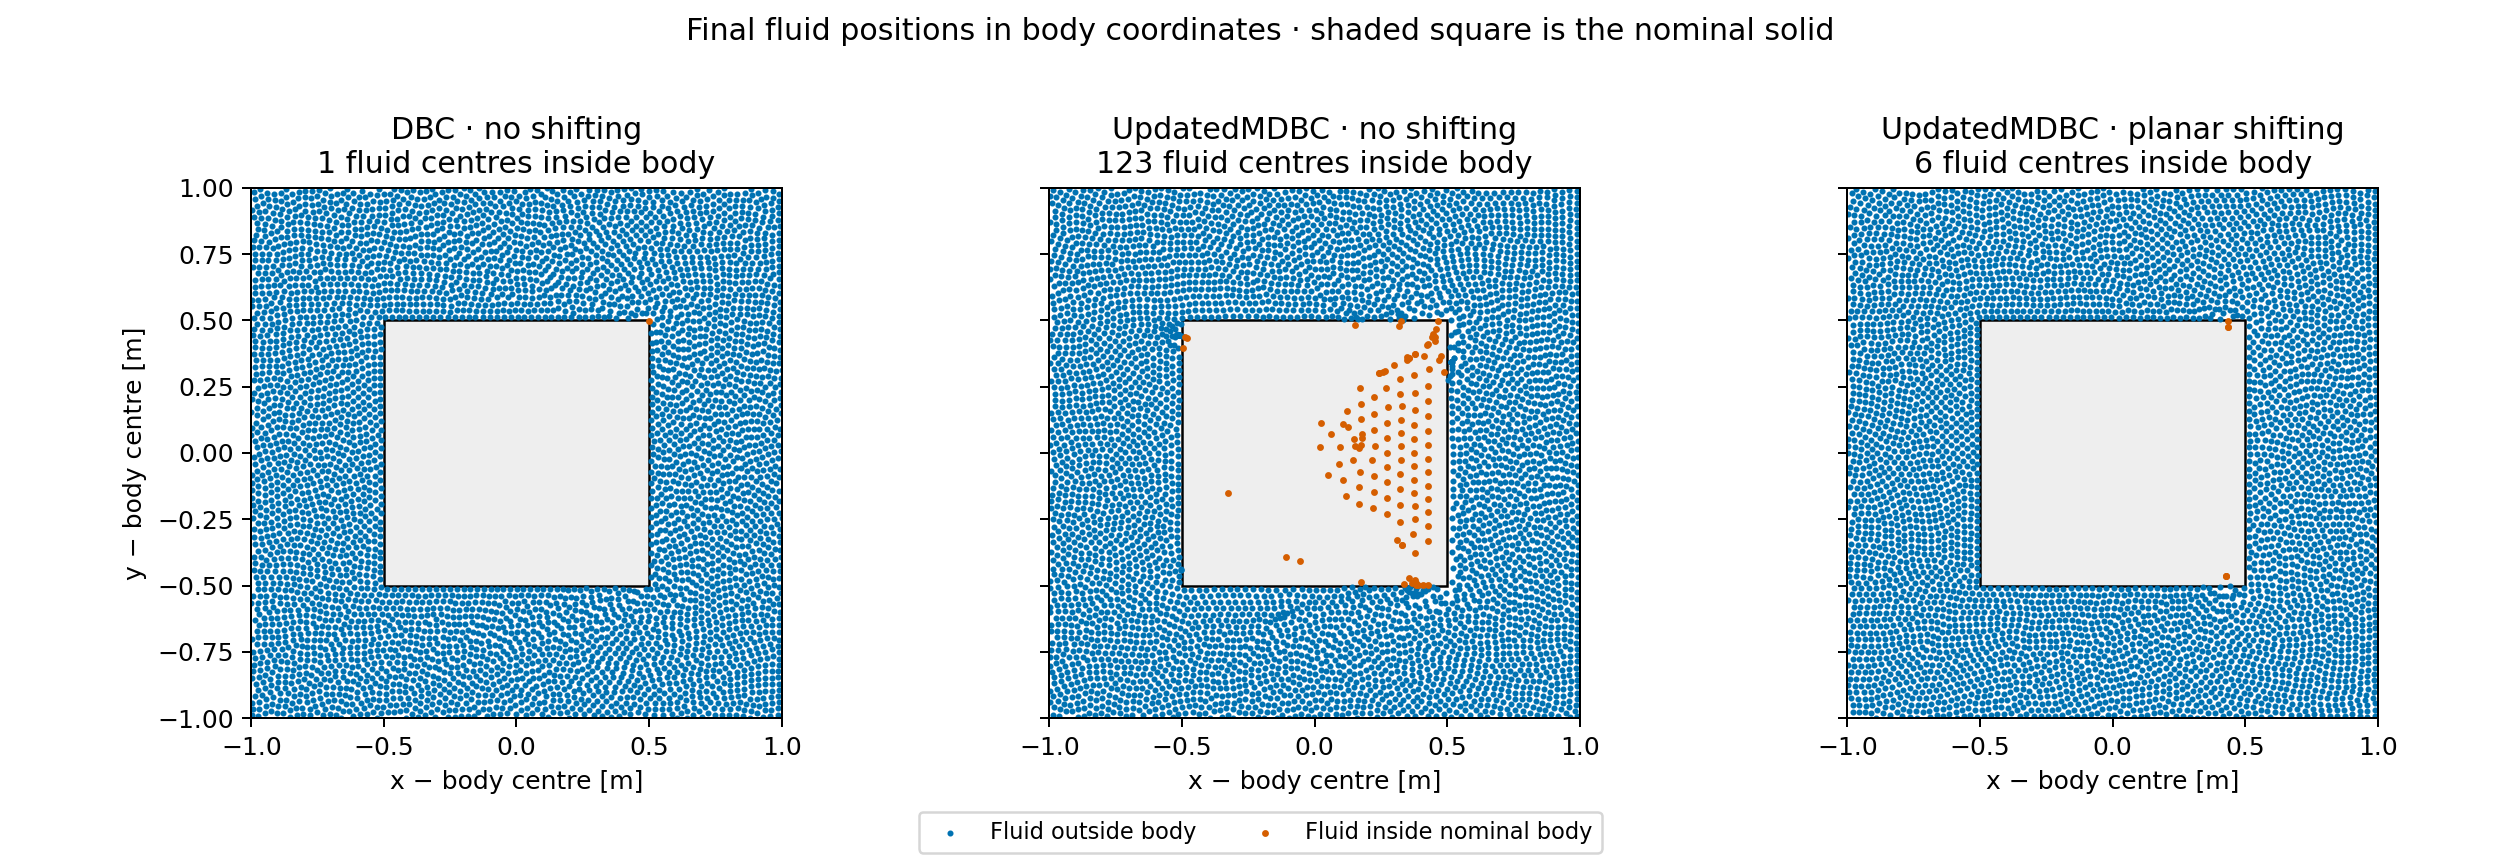 Final fluid positions in body coordinates · shaded square is the nominal solid
DBC · no shifting
1 fluid centres inside body
UpdatedMDBC · no shifting
123 fluid centres inside body
UpdatedMDBC · planar shifting
6 fluid centres inside body
y − body centre [m]
1.00
0.75
0.50
0.25
0.00
−0.25
−0.50
−0.75
−1.00
−1.0 −0.5 0.0 0.5 1.0
−1.0 −0.5 0.0 0.5 1.0
−1.0 −0.5 0.0 0.5 1.0
x − body centre [m]
x − body centre [m]
x − body centre [m]
Fluid outside body
Fluid inside nominal body